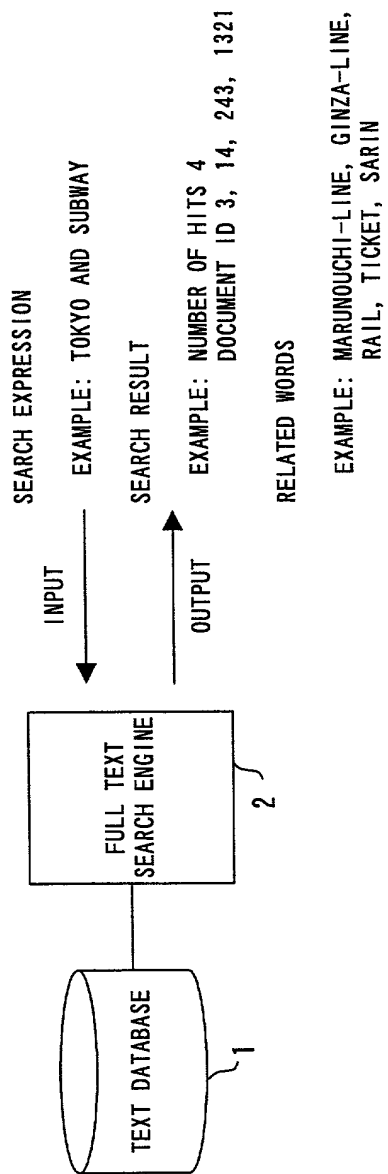 TEXT DATABASE
1
FULL TEXT
SEARCH ENGINE
2
INPUT
OUTPUT
SEARCH EXPRESSION
EXAMPLE: TOKYO AND SUBWAY
SEARCH RESULT
EXAMPLE: NUMBER OF HITS 4
DOCUMENT ID 3, 14, 243, 1321
RELATED WORDS
EXAMPLE: MARUNOUCHI-LINE, GINZA-LINE,
RAIL, TICKET, SARIN